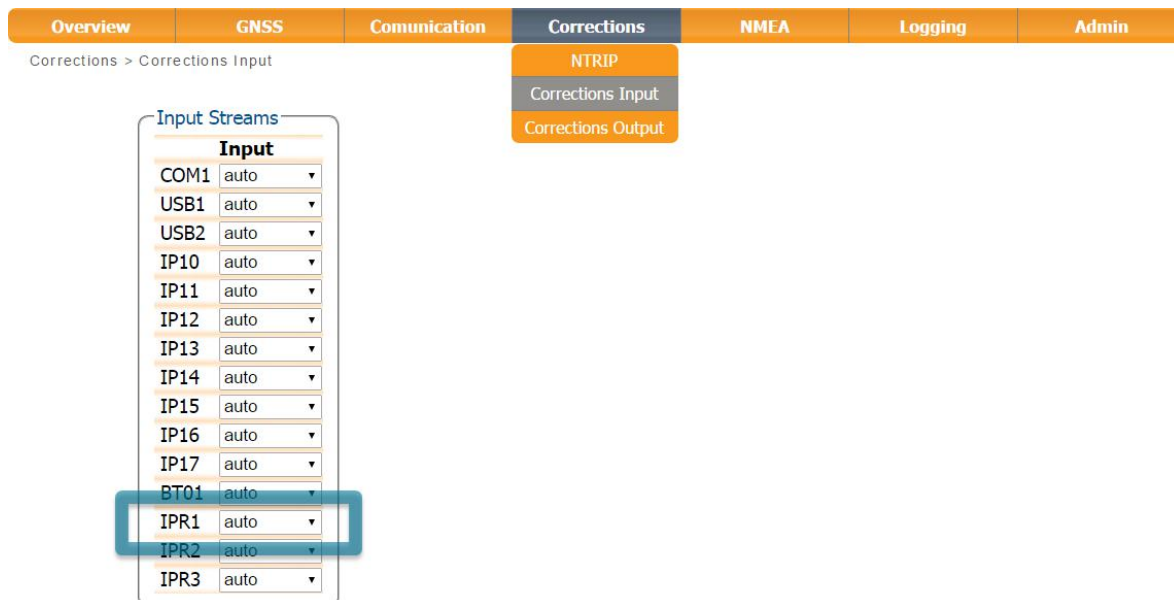 Overview GNSS Comunication Corrections NMEA Logging Admin
Corrections > Corrections Input
NTRIP
Corrections Input
Corrections Output
Input Streams
Input
COM1 auto
USB1 auto
USB2 auto
IP10 auto
IP11 auto
IP12 auto
IP13 auto
IP14 auto
IP15 auto
IP16 auto
IP17 auto
BT01 auto
IPR1 auto
IPR2 auto
IPR3 auto